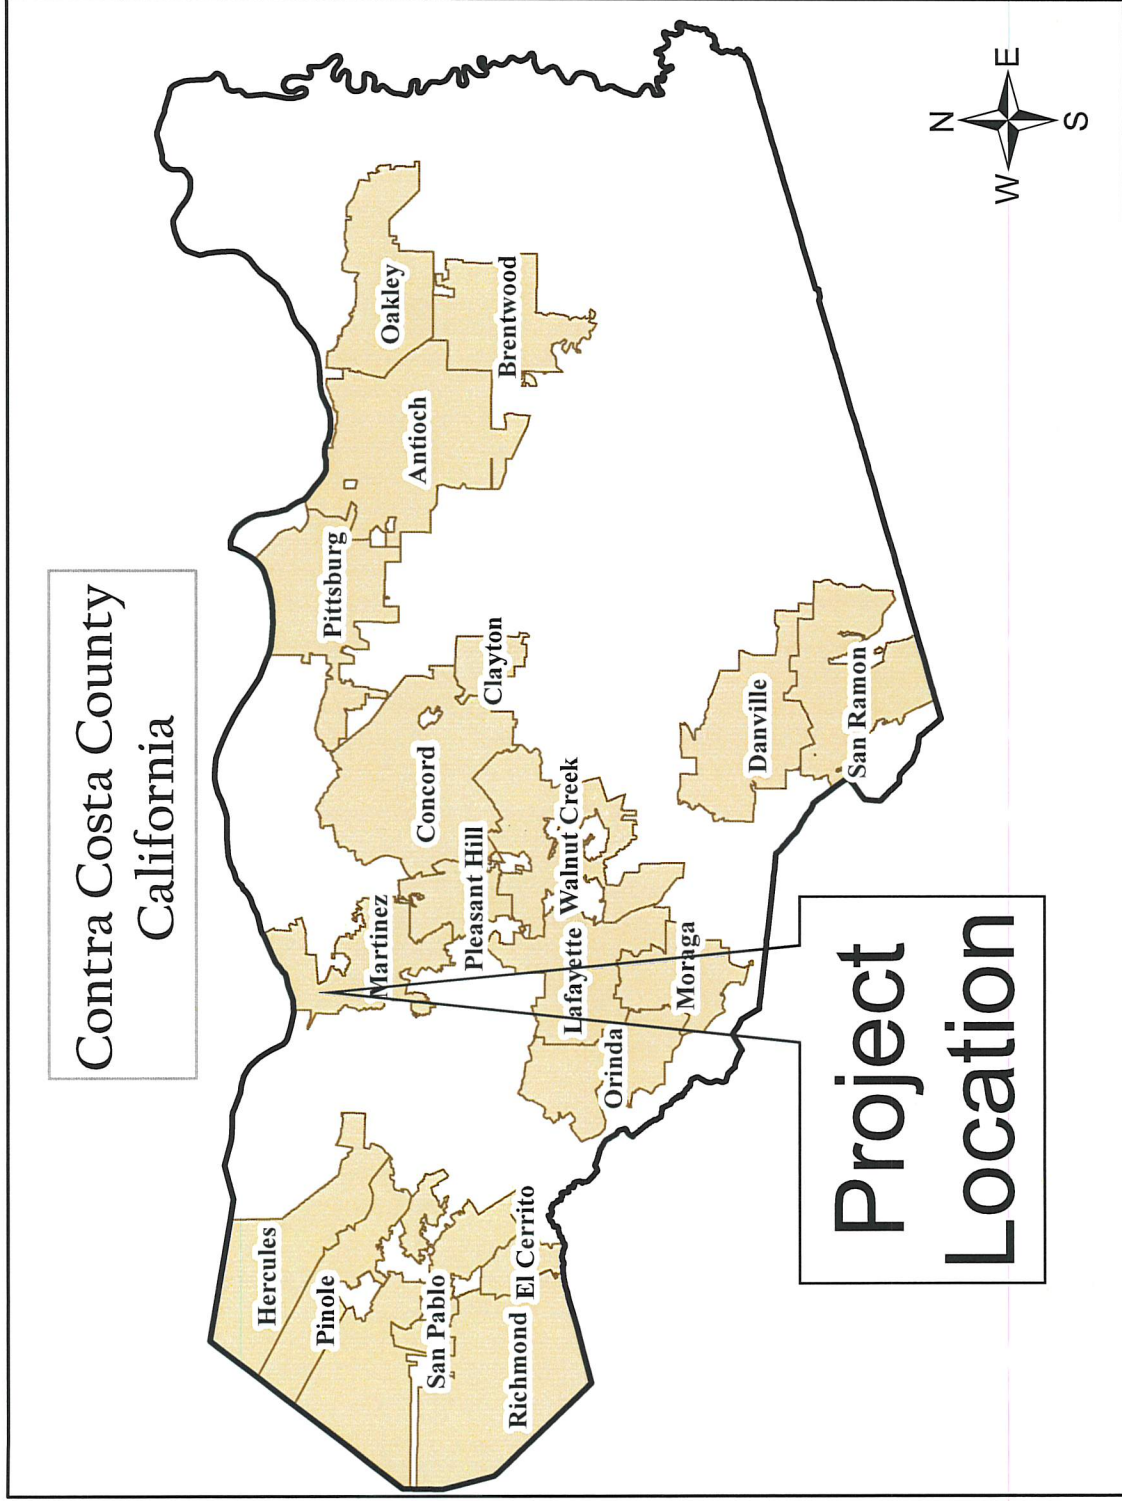 Contra Costa County
California
Hercules
Pinole
San Pablo
Richmond
El Cerrito
Martinez
Pleasant Hill
Concord
Clayton
Pittsburg
Antioch
Oakley
Brentwood
Walnut Creek
Lafayette
Orinda
Moraga
Danville
San Ramon
Project
Location
N
W
E
S